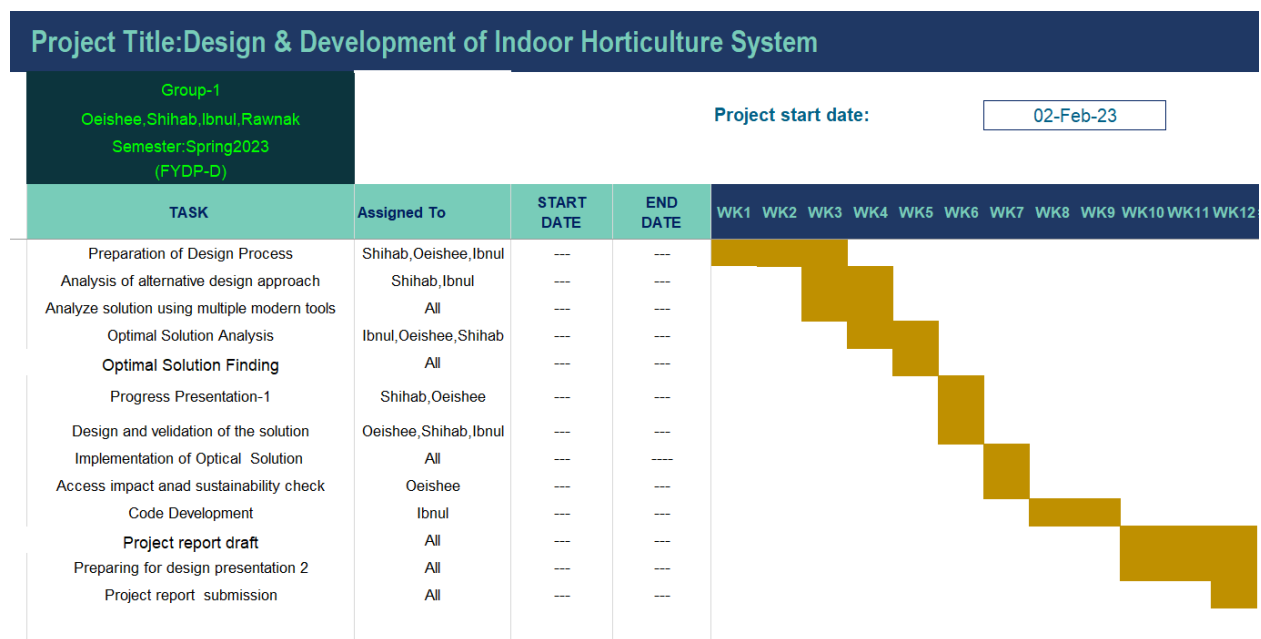 Project Title:Design & Development of Indoor Horticulture System
Group-1
Oeishee,Shihab,Ibnul,Rawnak
Semester:Spring2023
(FYDP-D)
Project start date:
02-Feb-23
TASK Assigned To START DATE END DATE WK1 WK2 WK3 WK4 WK5 WK6 WK7 WK8 WK9 WK10 WK11 WK12
Preparation of Design Process Shihab,Oeishee,Ibnul --- ---
Analysis of alternative design approach Shihab,Ibnul --- ---
Analyze solution using multiple modern tools All --- ---
Optimal Solution Analysis Ibnul,Oeishee,Shihab --- ---
Optimal Solution Finding All --- ---
Progress Presentation-1 Shihab,Oeishee --- ---
Design and velidation of the solution Oeishee,Shihab,Ibnul --- ---
Implementation of Optical Solution All --- ----
Access impact anad sustainability check Oeishee --- ---
Code Development Ibnul --- ---
Project report draft All --- ---
Preparing for design presentation 2 All --- ---
Project report submission All --- ---